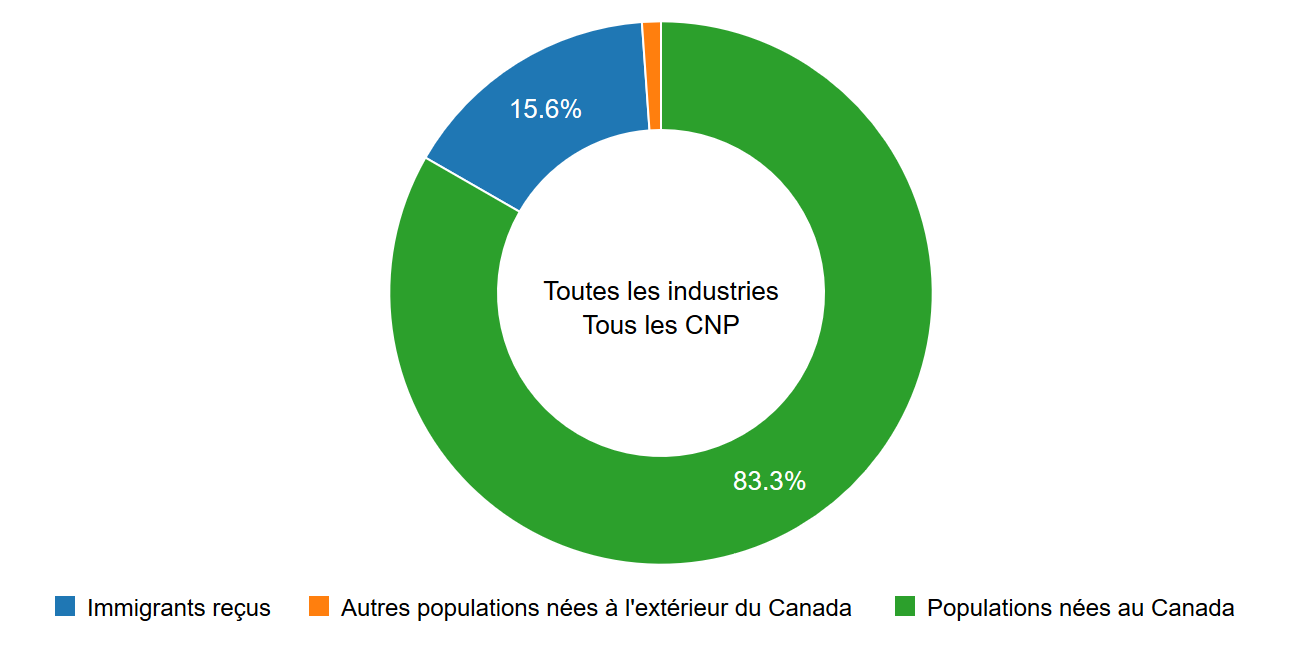 15.6%
Toutes les industries
Tous les CNP
83.3%
Immigrants reçus
Autres populations nées à l'extérieur du Canada
Populations nées au Canada